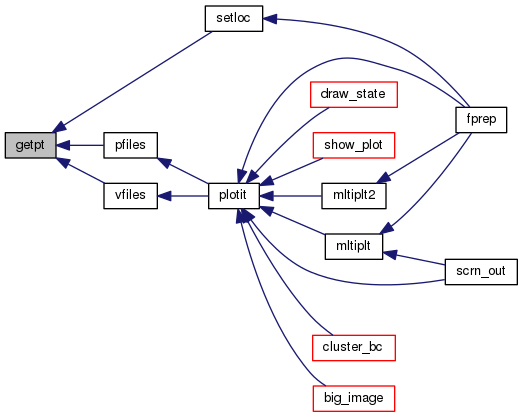 setloc
draw_state
fprep
getpt
pfiles
show_plot
vfiles
plotit
mltiplt2
mltiplt
scrn_out
cluster_bc
big_image